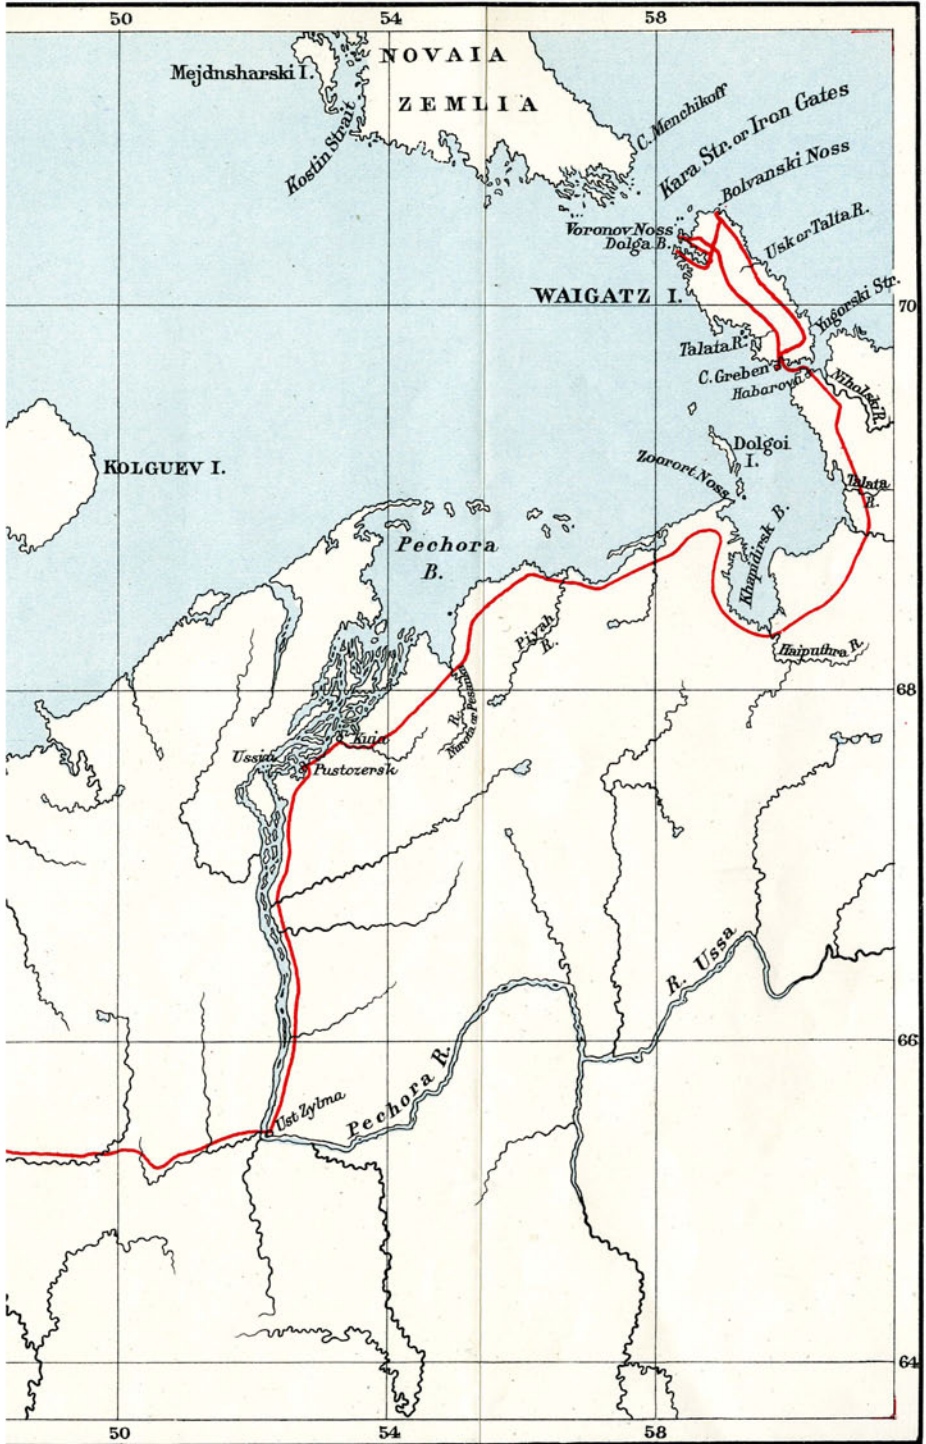 50 54 58
NOVAIA
ZEMLIA
Mejdnsharski I.
Kostin Strait
C. Menchikoff
Kara Str. or Iron Gates
Bolvanski Noss
Voronov Noss
Dolga B.
Usk or Talta R.
WAIGATZ I.
Yugorski Str.
70
Talata R.
C. Greben
Habarova
Nikolski R.
Dolgoi
I.
KOLGUEV I.
Zoorort Noss
Talata
R.
Pechora
B.
Khapidirsk B.
Piyah
R.
Haiputhra R.
68
R.
Kuia
Ussia
Pustozersk
R. Ussa
66
Pechora R.
Ust Zylma
64
50 54 58